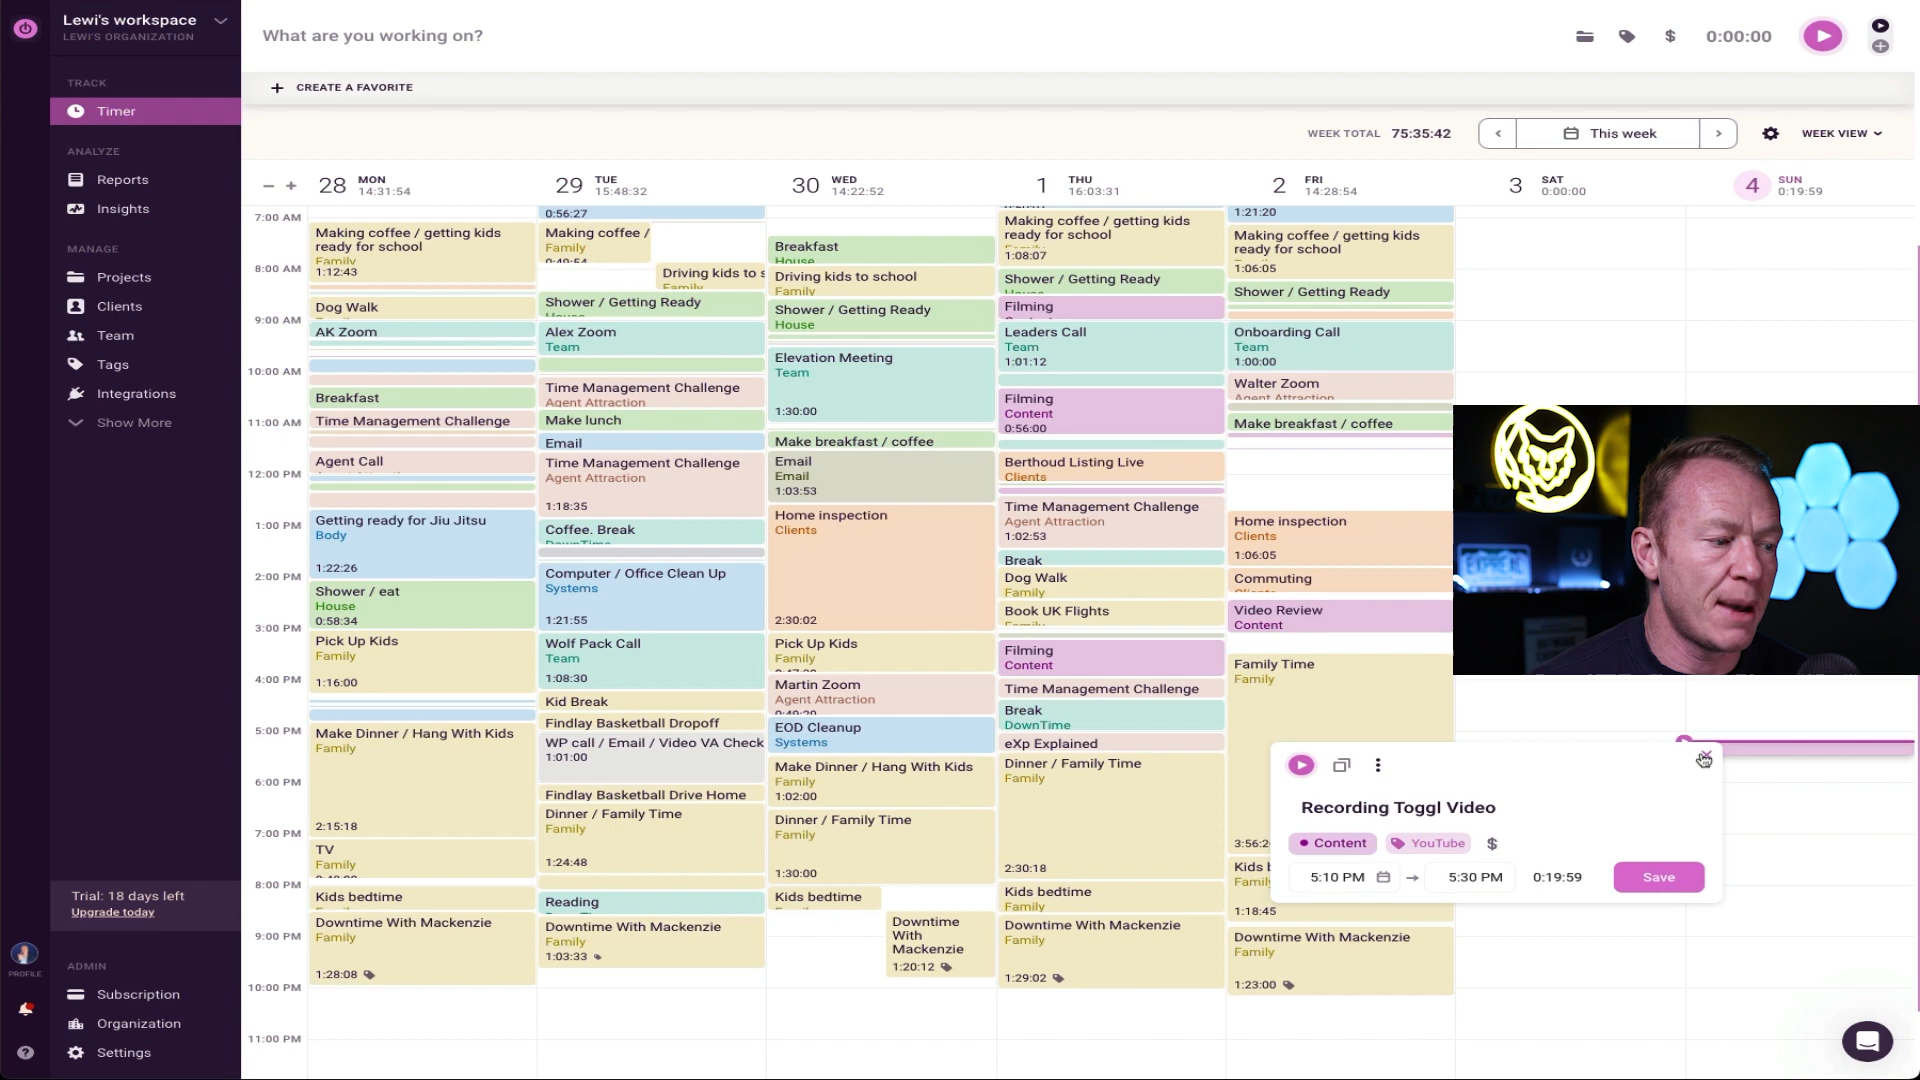 Lewi's workspace
LEWI'S ORGANIZATION
TRACK
Timer
ANALYZE
Reports
Insights
MANAGE
Projects
Clients
Team
Tags
Integrations
Show More
Trial: 18 days left
Upgrade today
ADMIN
Subscription
Organization
Settings
PROFILE
What are you working on?
$
0:00:00
CREATE A FAVORITE
WEEK TOTAL 75:35:42
This week
WEEK VIEW
28 MON 14:31:54
29 TUE 15:48:32
30 WED 14:22:52
1 THU 16:03:31
2 FRI 14:28:54
3 SAT 0:00:00
4 SUN 0:19:59
7:00 AM
8:00 AM
9:00 AM
10:00 AM
11:00 AM
12:00 PM
1:00 PM
2:00 PM
3:00 PM
4:00 PM
5:00 PM
6:00 PM
7:00 PM
8:00 PM
9:00 PM
10:00 PM
11:00 PM
Making coffee / getting kids
ready for school
Family
1:12:43
Dog Walk
AK Zoom
Breakfast
Time Management Challenge
Agent Call
Getting ready for Jiu Jitsu
Body
1:22:26
Shower / eat
House
0:58:34
Pick Up Kids
Family
1:16:00
Make Dinner / Hang With Kids
Family
2:15:18
TV
Family
Kids bedtime
Downtime With Mackenzie
Family
1:28:08
0:56:27
Making coffee /
Family
0:49:54
Driving kids to s
Family
Shower / Getting Ready
House
Alex Zoom
Team
Time Management Challenge
Agent Attraction
Make lunch
Email
Time Management Challenge
Agent Attraction
1:18:35
Coffee. Break
DownTime
Computer / Office Clean Up
Systems
1:21:55
Wolf Pack Call
Team
1:08:30
Kid Break
Findlay Basketball Dropoff
WP call / Email / Video VA Check
1:01:00
Findlay Basketball Drive Home
Dinner / Family Time
Family
1:24:48
Reading
Downtime With Mackenzie
Family
1:03:33
Breakfast
House
Driving kids to school
Family
Shower / Getting Ready
House
Elevation Meeting
Team
1:30:00
Make breakfast / coffee
Email
Email
1:03:53
Home inspection
Clients
2:30:02
Pick Up Kids
Family
Martin Zoom
Agent Attraction
EOD Cleanup
Systems
Make Dinner / Hang With Kids
Family
1:02:00
Dinner / Family Time
Family
1:30:00
Kids bedtime
Downtime
With
Mackenzie
1:20:12
Making coffee / getting kids
ready for school
1:08:07
Shower / Getting Ready
Filming
Leaders Call
Team
1:01:12
Filming
Content
0:56:00
Berthoud Listing Live
Clients
Time Management Challenge
Agent Attraction
1:02:53
Break
Dog Walk
Family
Book UK Flights
Family
Filming
Content
Time Management Challenge
Break
DownTime
eXp Explained
Dinner / Family Time
Family
2:30:18
Kids bedtime
Family
Downtime With Mackenzie
Family
1:29:02
1:21:20
Making coffee / getting kids
ready for school
1:06:05
Shower / Getting Ready
Onboarding Call
Team
1:00:00
Walter Zoom
Agent Attraction
Make breakfast / coffee
Home inspection
Clients
1:06:05
Commuting
Clients
Video Review
Content
Family Time
Family
3:56:2
Kids b
Family
1:18:45
Downtime With Mackenzie
Family
1:23:00
Recording Toggl Video
Content
YouTube
$
5:10 PM → 5:30 PM 0:19:59 Save